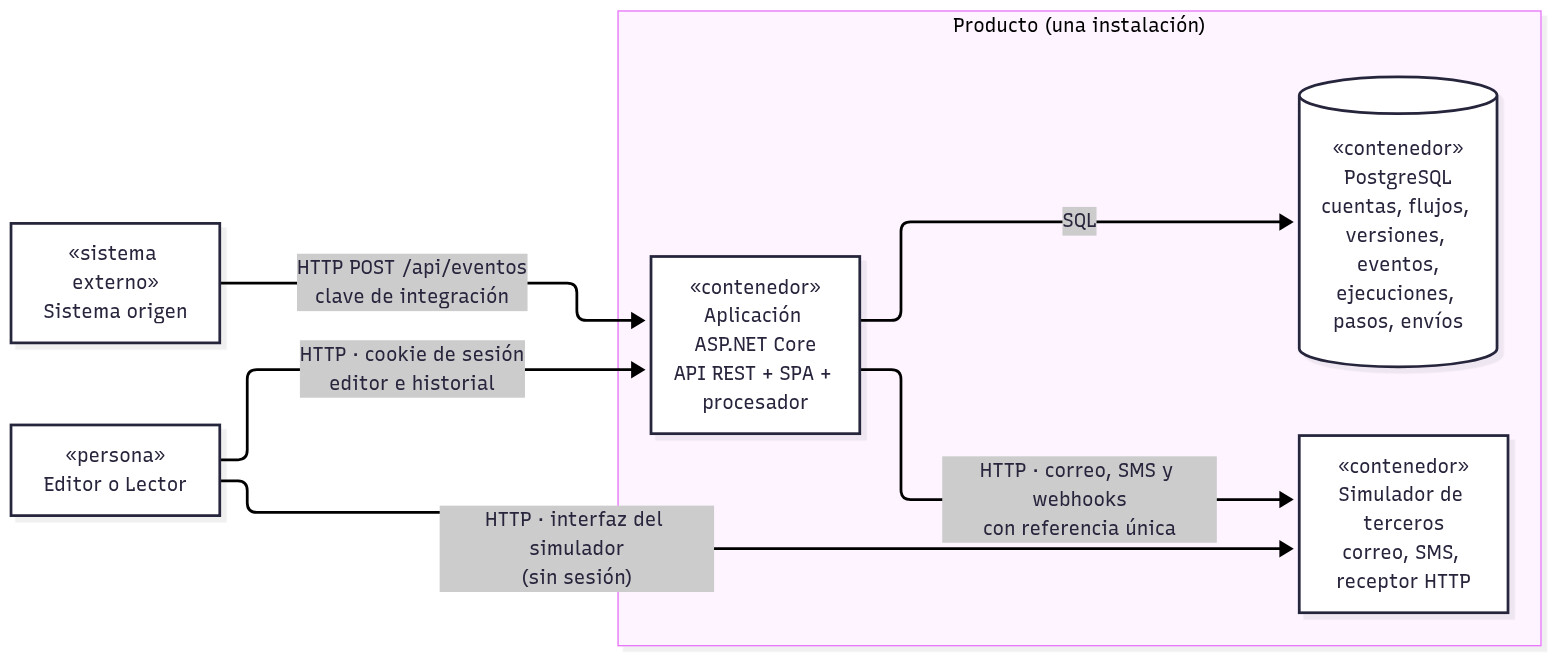 Producto (una instalación)
«sistema
externo»
Sistema origen
HTTP POST /api/eventos
clave de integración
HTTP · cookie de sesión
editor e historial
«persona»
Editor o Lector
HTTP · interfaz del
simulador
(sin sesión)
«contenedor»
Aplicación
ASP.NET Core
API REST + SPA +
procesador
SQL
HTTP · correo, SMS y
webhooks
con referencia única
«contenedor»
PostgreSQL
cuentas, flujos,
versiones,
eventos,
ejecuciones,
pasos, envíos
«contenedor»
Simulador de
terceros
correo, SMS,
receptor HTTP